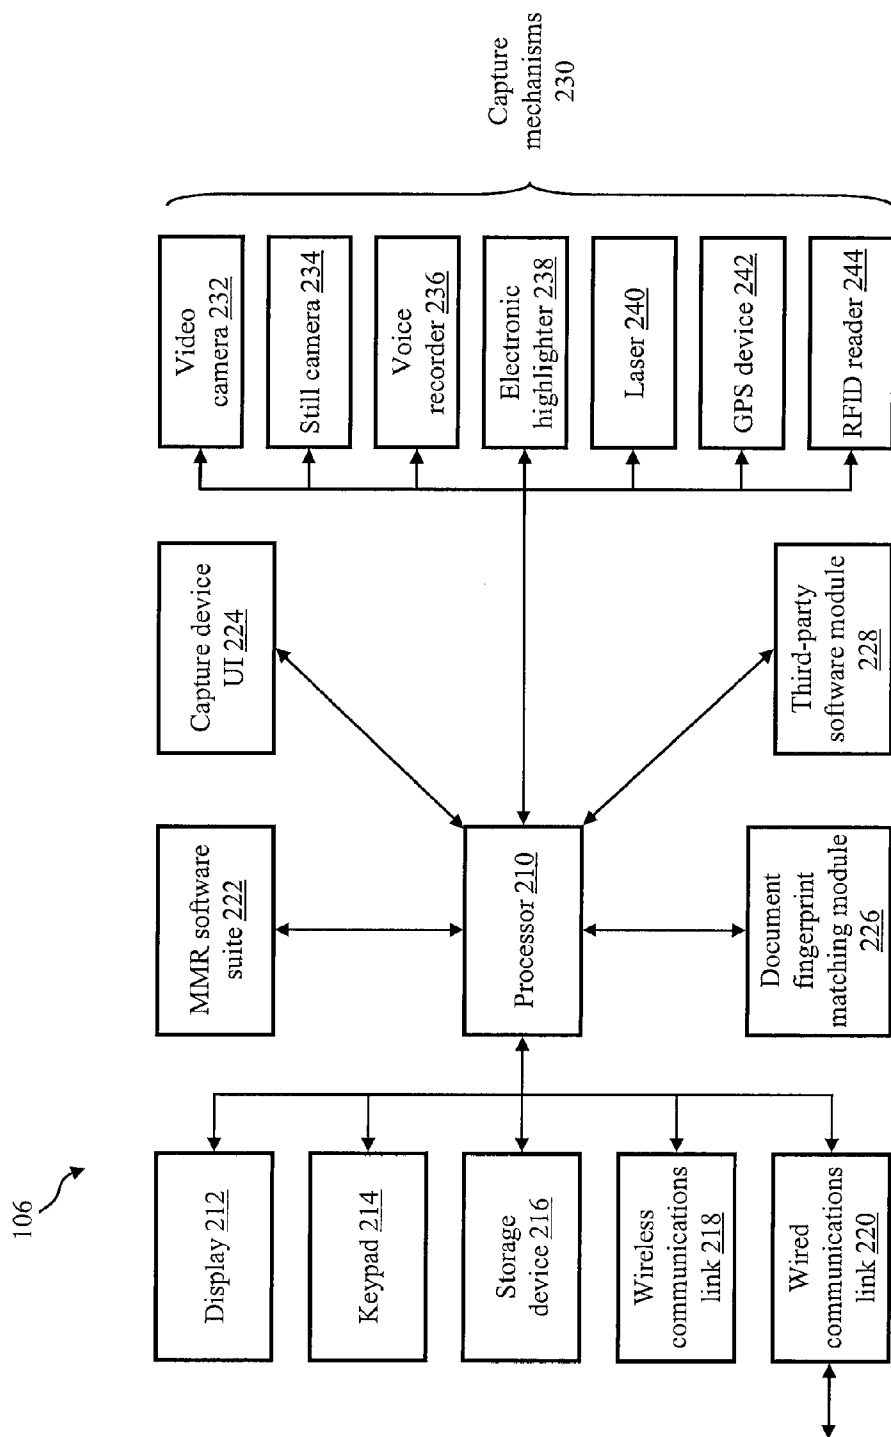 106
Display 212
Keypad 214
Storage
device 216
Wireless
communications
link 218
Wired
communications
link 220
MMR software
suite 222
Processor 210
Document
fingerprint
matching module
226
Capture device
UI 224
Third-party
software module
228
Video
camera 232
Still camera 234
Voice
recorder 236
Electronic
highlighter 238
Laser 240
GPS device 242
RFID reader 244
Capture
mechanisms
230